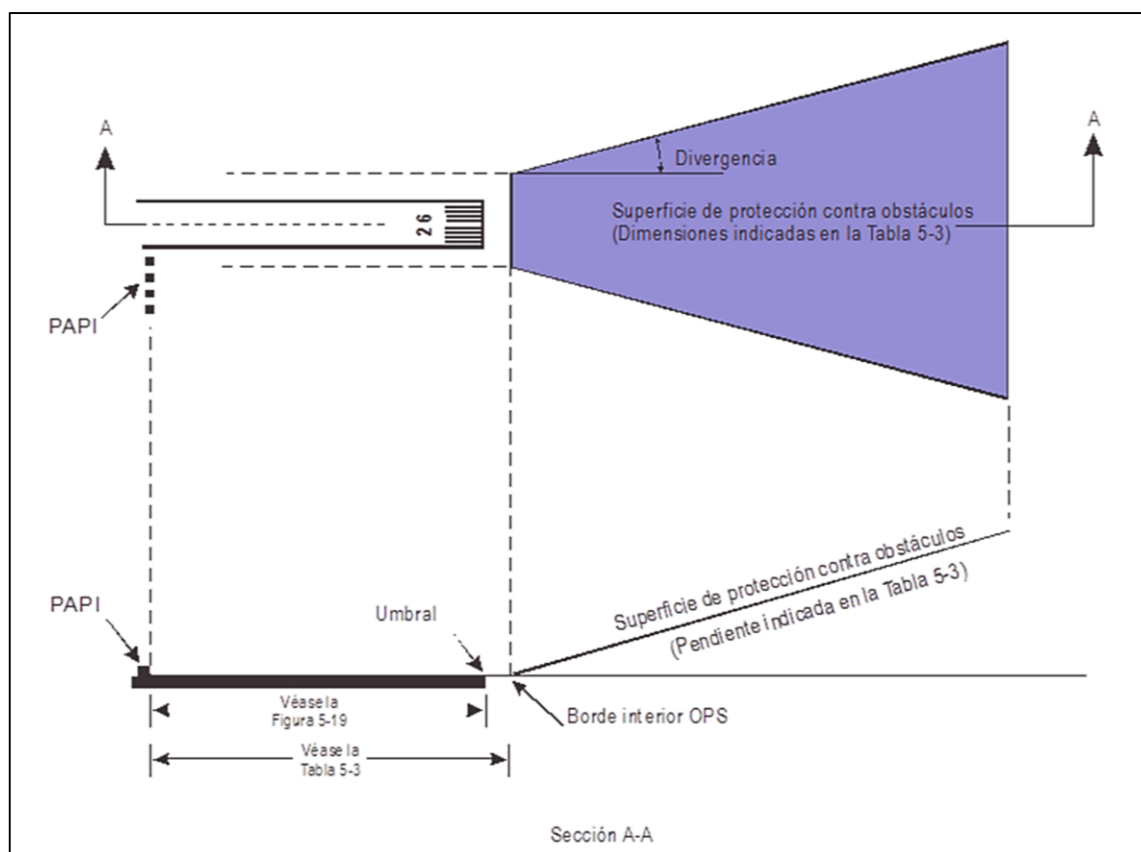 A
A
Divergencia
Superficie de protección contra obstáculos
(Dimensiones indicadas en la Tabla 5-3)
26
PAPI
PAPI
Umbral
Superficie de protección contra obstáculos
(Pendiente indicada en la Tabla 5-3)
Véase la
Figura 5-19
Borde interior OPS
Véase la
Tabla 5-3
Sección A-A